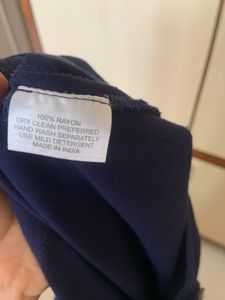 100% RAYON
DRY CLEAN PREFERRED
HAND WASH SEPARATELY
USE MILD DETERGENT
MADE IN INDIA